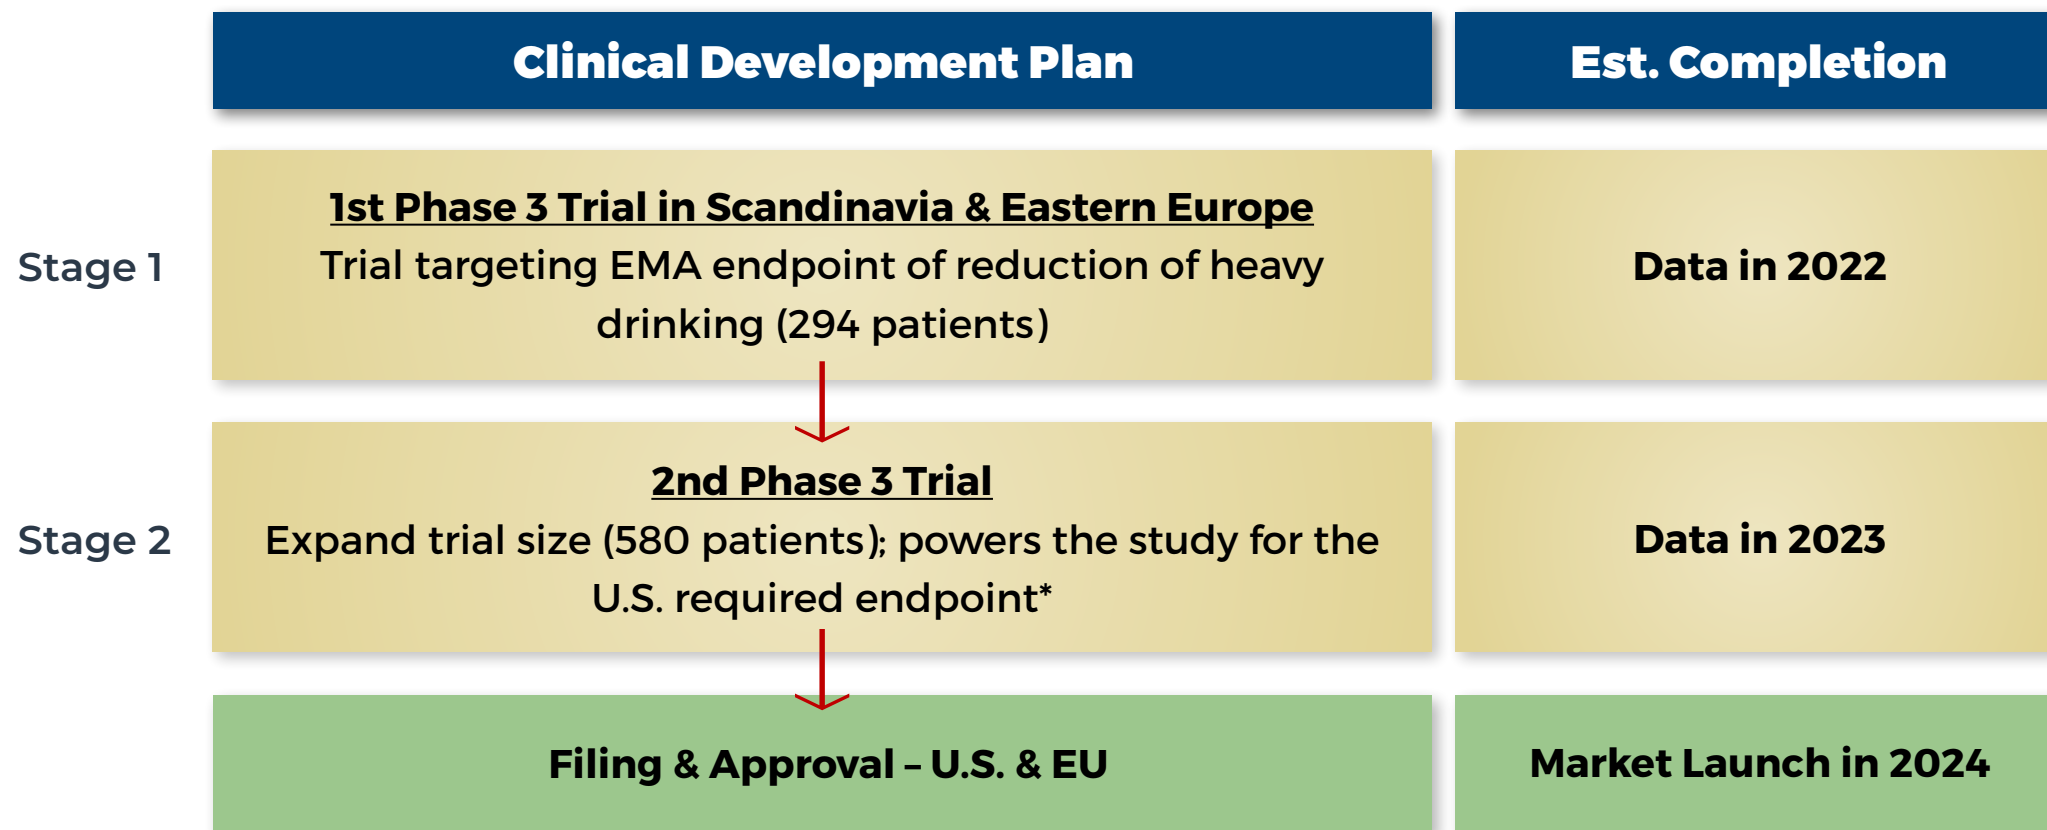 Clinical Development Plan
Est. Completion
Stage 1
1st Phase 3 Trial in Scandinavia & Eastern Europe
Trial targeting EMA endpoint of reduction of heavy
drinking (294 patients)
Data in 2022
Stage 2
2nd Phase 3 Trial
Expand trial size (580 patients); powers the study for the
U.S. required endpoint*
Data in 2023
Filing & Approval – U.S. & EU
Market Launch in 2024